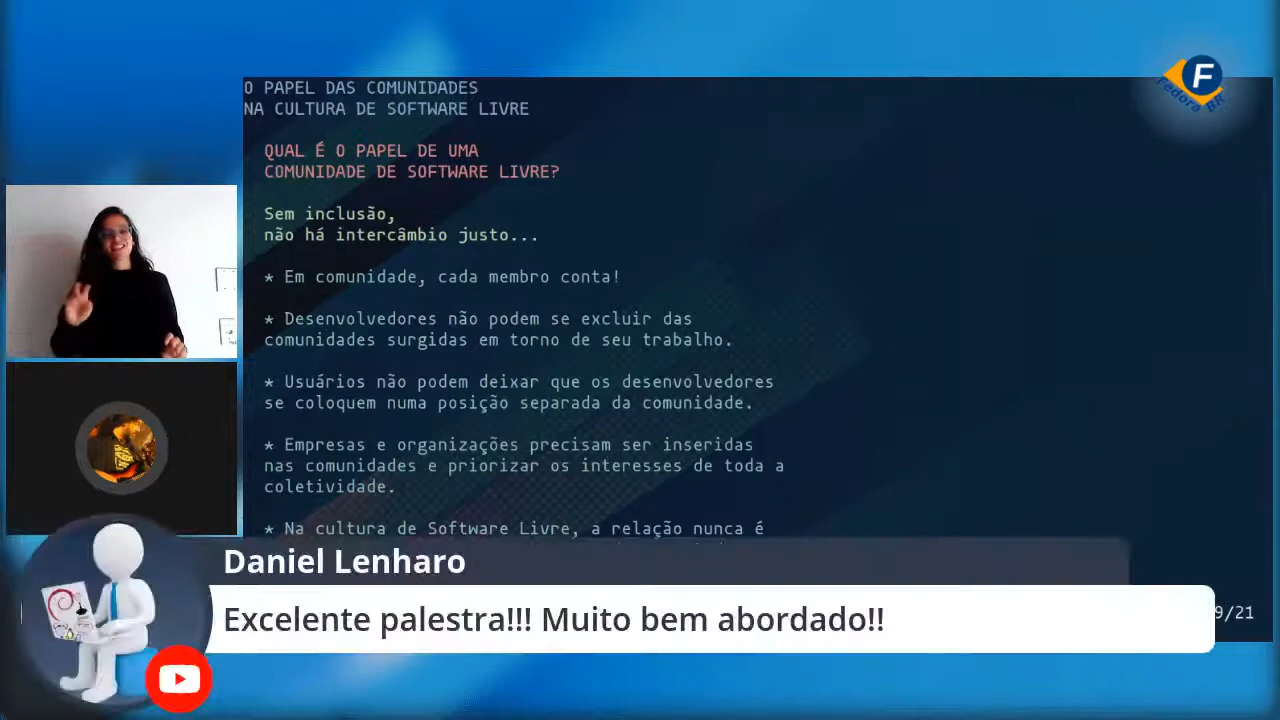 O PAPEL DAS COMUNIDADES
NA CULTURA DE SOFTWARE LIVRE
QUAL É O PAPEL DE UMA
COMUNIDADE DE SOFTWARE LIVRE?
Sem inclusão,
não há intercâmbio justo...
* Em comunidade, cada membro conta!
* Desenvolvedores não podem se excluir das
comunidades surgidas em torno de seu trabalho.
* Usuários não podem deixar que os desenvolvedores
se coloquem numa posição separada da comunidade.
* Empresas e organizações precisam ser inseridas
nas comunidades e priorizar os interesses de toda a
coletividade.
* Na cultura de Software Livre, a relação nunca é
F
Fedora BR
Daniel Lenharo
Excelente palestra!!! Muito bem abordado!!
9/21